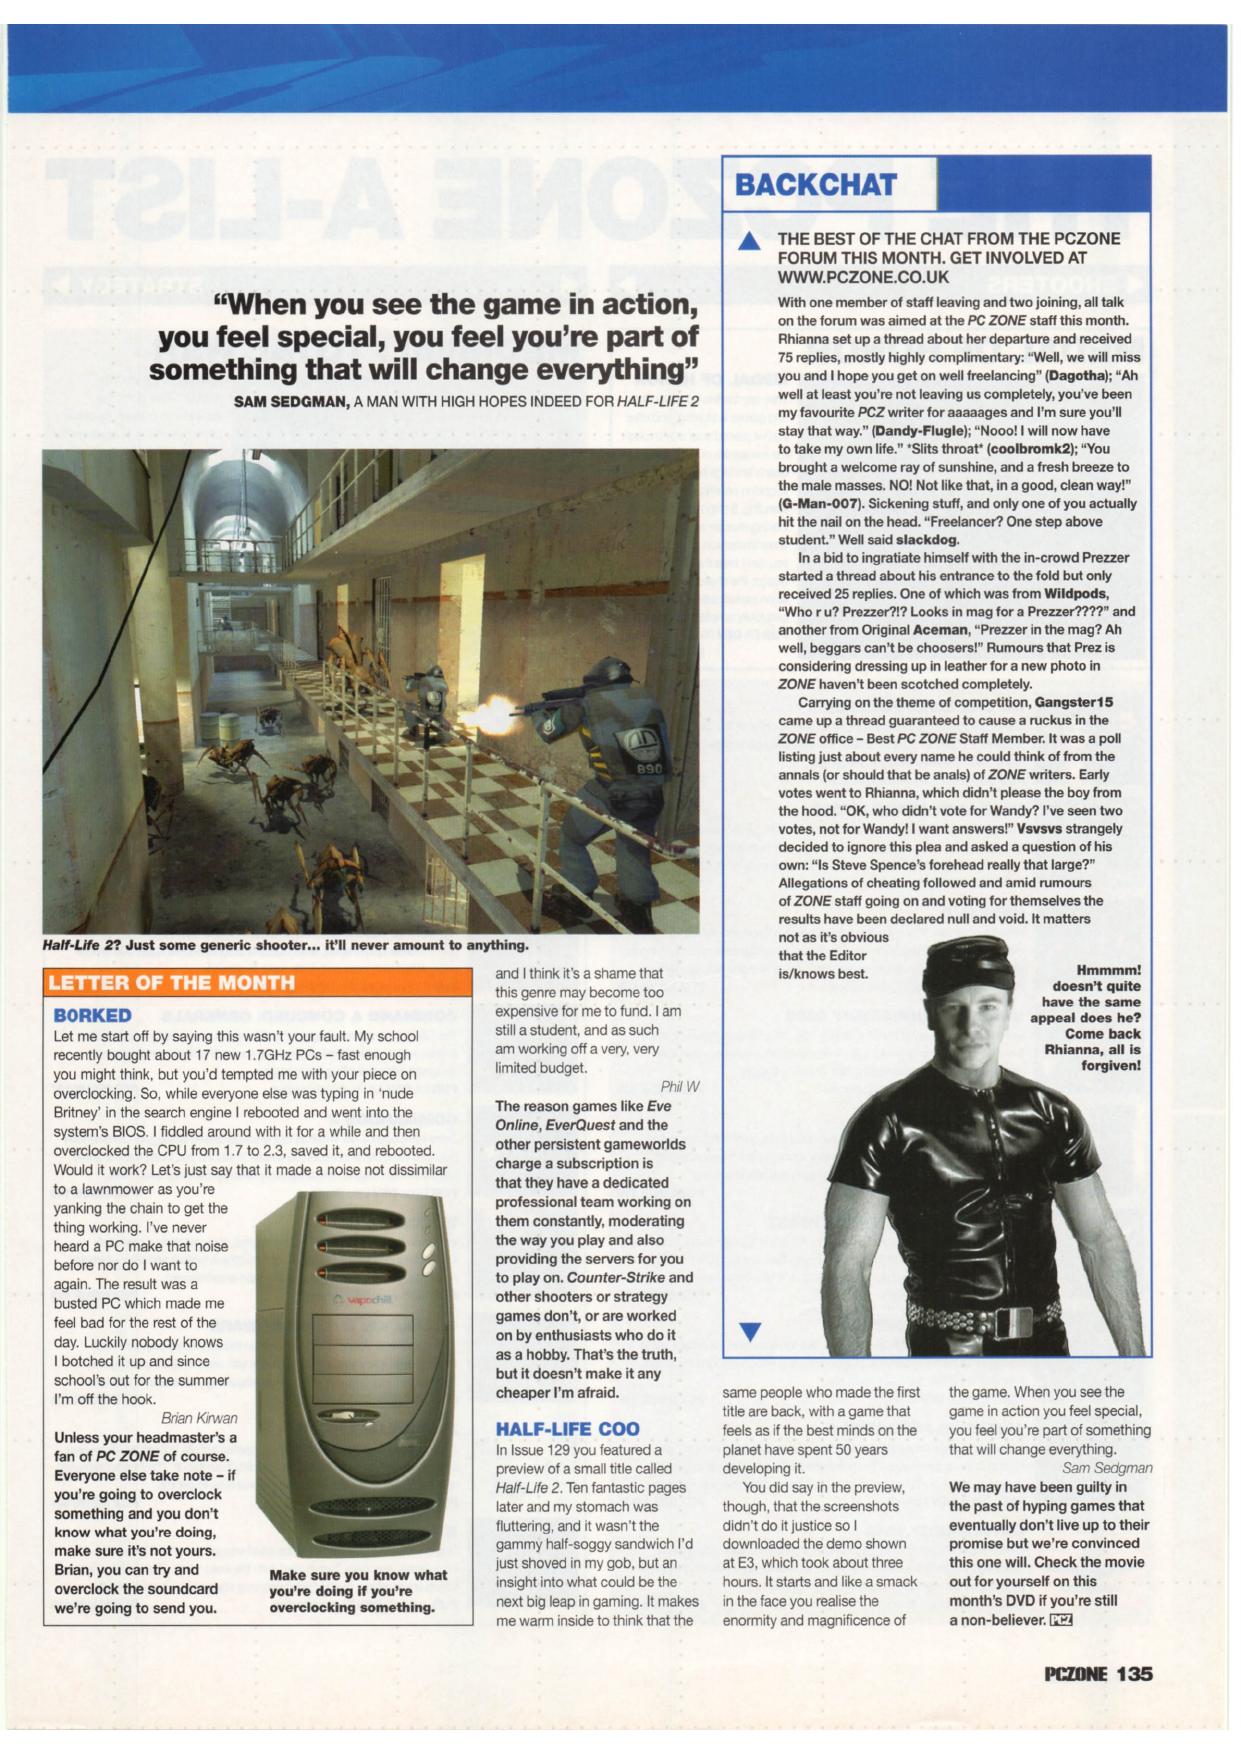 "When you see the game in action,
you feel special, you feel you're part of
something that will change everything"
SAM SEDGMAN, A MAN WITH HIGH HOPES INDEED FOR HALF-LIFE 2
890
Half-Life 2? Just some generic shooter... it'll never amount to anything.
LETTER OF THE MONTH
BORKED
Let me start off by saying this wasn't your fault. My school
recently bought about 17 new 1.7GHz PCs – fast enough
you might think, but you'd tempted me with your piece on
overclocking. So, while everyone else was typing in 'nude
Britney' in the search engine I rebooted and went into the
system's BIOS. I fiddled around with it for a while and then
overclocked the CPU from 1.7 to 2.3, saved it, and rebooted.
Would it work? Let's just say that it made a noise not dissimilar
to a lawnmower as you're
yanking the chain to get the
thing working. I've never
heard a PC make that noise
before nor do I want to
again. The result was a
busted PC which made me
feel bad for the rest of the
day. Luckily nobody knows
I botched it up and since
school's out for the summer
I'm off the hook.
Brian Kirwan
Unless your headmaster's a
fan of PC ZONE of course.
Everyone else take note – if
you're going to overclock
something and you don't
know what you're doing,
make sure it's not yours.
Brian, you can try and
overclock the soundcard
we're going to send you.
vapochill
Make sure you know what
you're doing if you're
overclocking something.
and I think it's a shame that
this genre may become too
expensive for me to fund. I am
still a student, and as such
am working off a very, very
limited budget.
Phil W
The reason games like Eve
Online, EverQuest and the
other persistent gameworlds
charge a subscription is
that they have a dedicated
professional team working on
them constantly, moderating
the way you play and also
providing the servers for you
to play on. Counter-Strike and
other shooters or strategy
games don't, or are worked
on by enthusiasts who do it
as a hobby. That's the truth,
but it doesn't make it any
cheaper I'm afraid.
HALF-LIFE COO
In Issue 129 you featured a
preview of a small title called
Half-Life 2. Ten fantastic pages
later and my stomach was
fluttering, and it wasn't the
gammy half-soggy sandwich I'd
just shoved in my gob, but an
insight into what could be the
next big leap in gaming. It makes
me warm inside to think that the
same people who made the first
title are back, with a game that
feels as if the best minds on the
planet have spent 50 years
developing it.
You did say in the preview,
though, that the screenshots
didn't do it justice so I
downloaded the demo shown
at E3, which took about three
hours. It starts and like a smack
in the face you realise the
enormity and magnificence of
the game. When you see the
game in action you feel special,
you feel you're part of something
that will change everything.
Sam Sedgman
We may have been guilty in
the past of hyping games that
eventually don't live up to their
promise but we're convinced
this one will. Check the movie
out for yourself on this
month's DVD if you're still
a non-believer. PCZ
BACKCHAT
THE BEST OF THE CHAT FROM THE PCZONE
FORUM THIS MONTH. GET INVOLVED AT
WWW.PCZONE.CO.UK
With one member of staff leaving and two joining, all talk
on the forum was aimed at the PC ZONE staff this month.
Rhianna set up a thread about her departure and received
75 replies, mostly highly complimentary: "Well, we will miss
you and I hope you get on well freelancing" (Dagotha); "Ah
well at least you're not leaving us completely, you've been
my favourite PCZ writer for aaaaages and I'm sure you'll
stay that way." (Dandy-Flugle); "Nooo! I will now have
to take my own life." *Slits throat* (coolbromk2); "You
brought a welcome ray of sunshine, and a fresh breeze to
the male masses. NO! Not like that, in a good, clean way!"
(G-Man-007). Sickening stuff, and only one of you actually
hit the nail on the head. "Freelancer? One step above
student." Well said slackdog.
In a bid to ingratiate himself with the in-crowd Prezzer
started a thread about his entrance to the fold but only
received 25 replies. One of which was from Wildpods,
"Who r u? Prezzer?!? Looks in mag for a Prezzer????" and
another from Original Aceman, "Prezzer in the mag? Ah
well, beggars can't be choosers!" Rumours that Prez is
considering dressing up in leather for a new photo in
ZONE haven't been scotched completely.
Carrying on the theme of competition, Gangster15
came up a thread guaranteed to cause a ruckus in the
ZONE office – Best PC ZONE Staff Member. It was a poll
listing just about every name he could think of from the
annals (or should that be anals) of ZONE writers. Early
votes went to Rhianna, which didn't please the boy from
the hood. "OK, who didn't vote for Wandy? I've seen two
votes, not for Wandy! I want answers!" Vsvsvs strangely
decided to ignore this plea and asked a question of his
own: "Is Steve Spence's forehead really that large?"
Allegations of cheating followed and amid rumours
of ZONE staff going on and voting for themselves the
results have been declared null and void. It matters
not as it's obvious
that the Editor
is/knows best.
Hmmmm!
doesn't quite
have the same
appeal does he?
Come back
Rhianna, all is
forgiven!
PCZONE 135